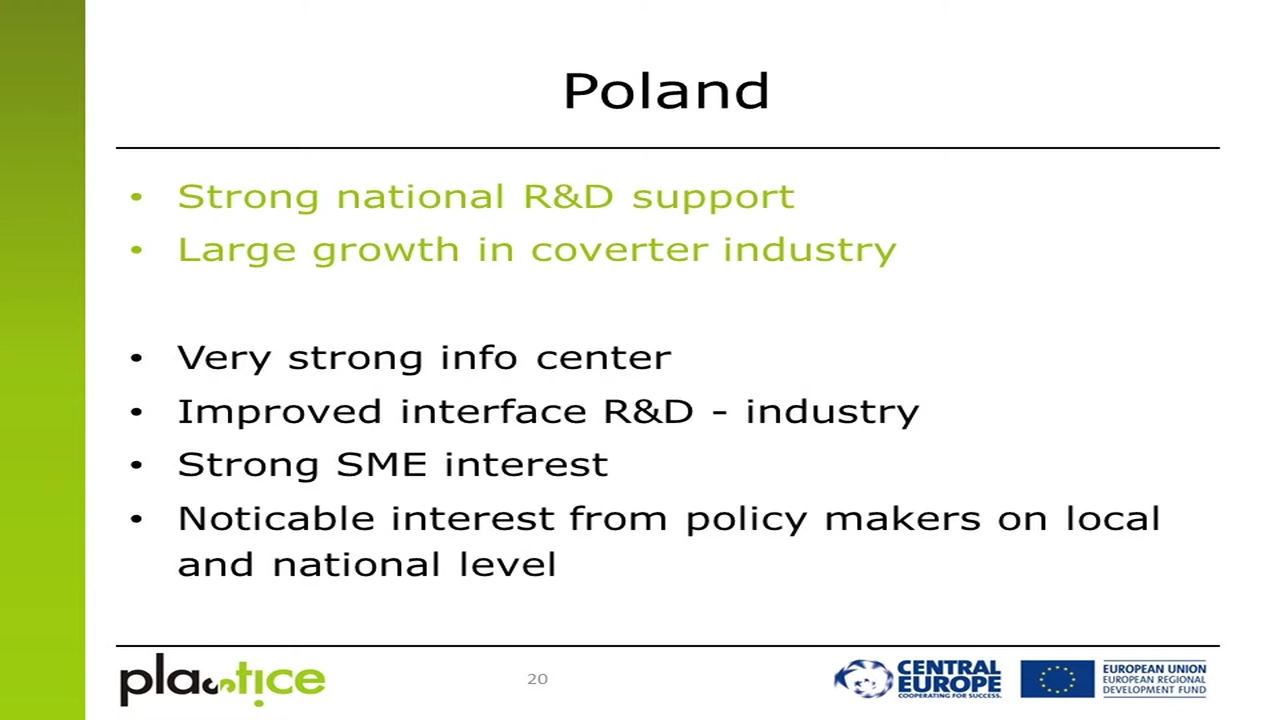 Poland
• Strong national R&D support
• Large growth in coverter industry
• Very strong info center
• Improved interface R&D - industry
• Strong SME interest
• Noticable interest from policy makers on local
and national level
plastice
20
CENTRAL
EUROPE
COOPERATING FOR SUCCESS.
EUROPEAN UNION
EUROPEAN REGIONAL
DEVELOPMENT FUND